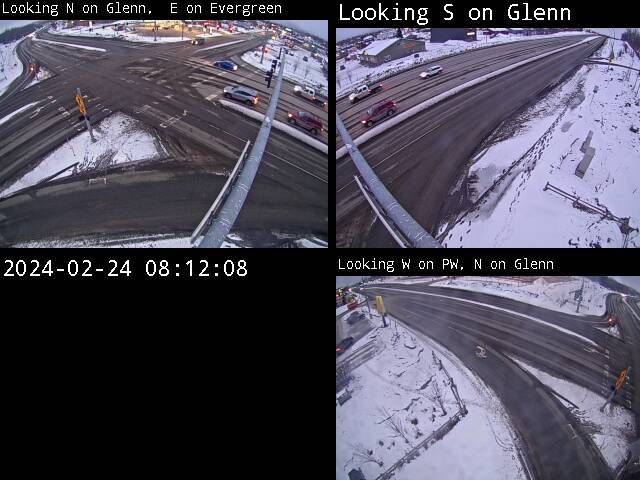 Looking N on Glenn,  E on Evergreen
Looking S on Glenn
2024-02-24 08:12:08
Looking W on PW, N on Glenn